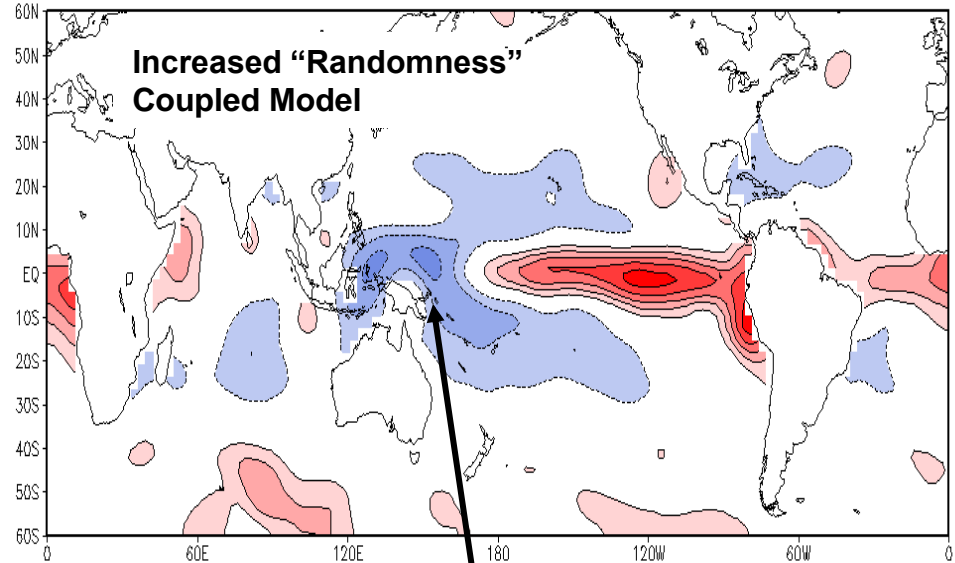 60N
Increased “Randomness”
Coupled Model
50N
40N
30N
20N
10N
EQ
10S
20S
30S
40S
50S
60S
0 60E 120E 180 120W 60W 0